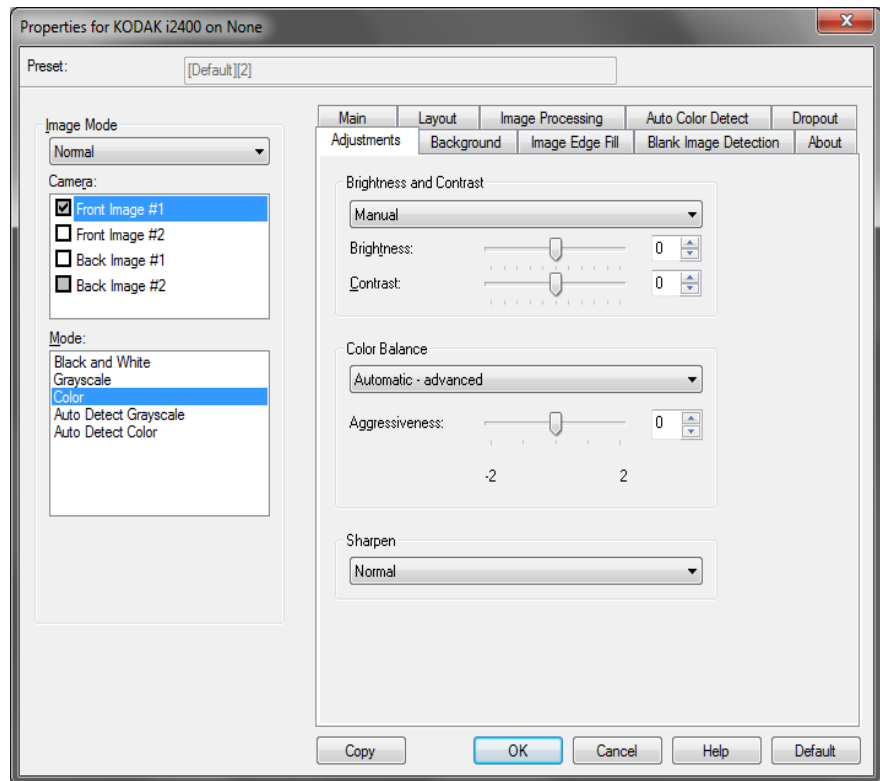 Properties for KODAK i2400 on None
Preset:
[Default][2]
Image Mode
Normal
Camera:
Front Image #1
Front Image #2
Back Image #1
Back Image #2
Mode:
Black and White
Grayscale
Color
Auto Detect Grayscale
Auto Detect Color
Main Layout Image Processing Auto Color Detect Dropout
Adjustments Background Image Edge Fill Blank Image Detection About
Brightness and Contrast
Manual
Brightness: 0
Contrast: 0
Color Balance
Automatic - advanced
Aggressiveness: 0
-2 2
Sharpen
Normal
Copy OK Cancel Help Default